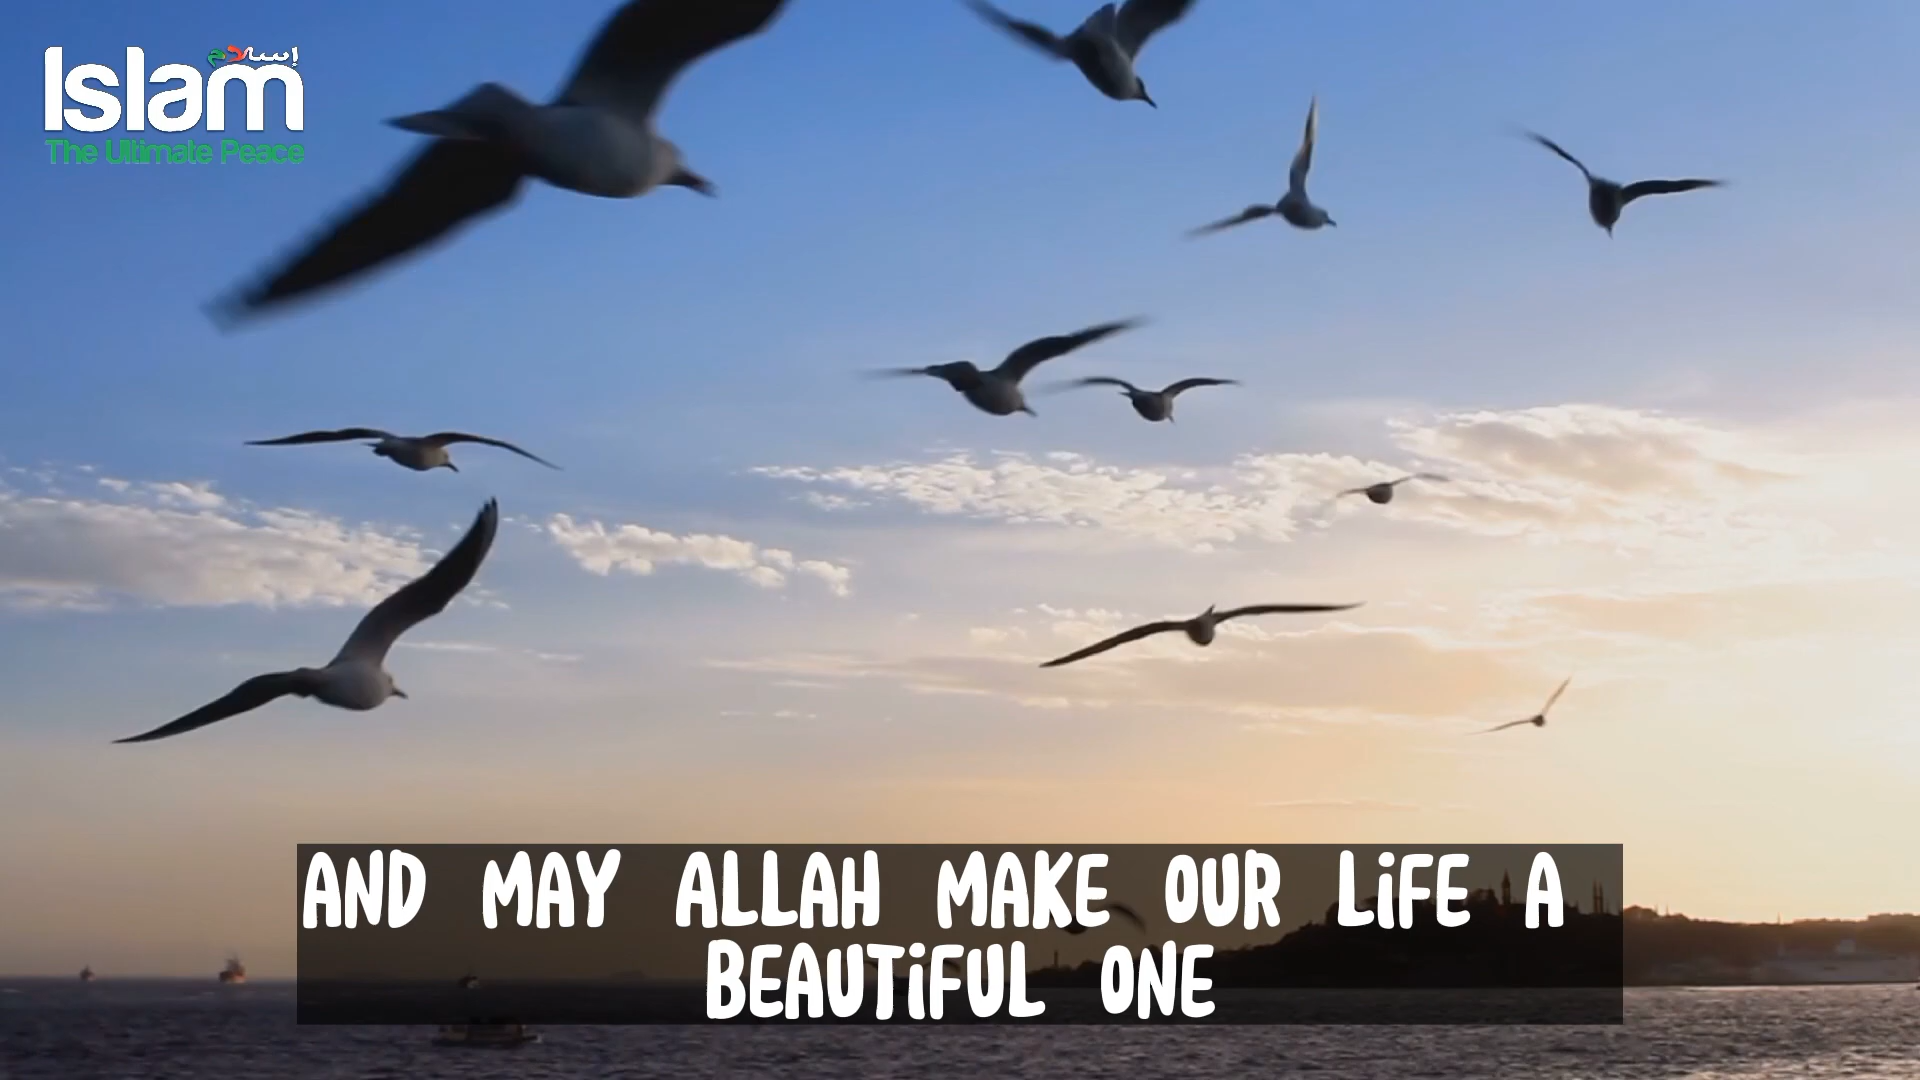 إسلام
Islam
The Ultimate Peace
AND MAY ALLAH MAKE OUR LiFE A
BEAUTiFUL ONE